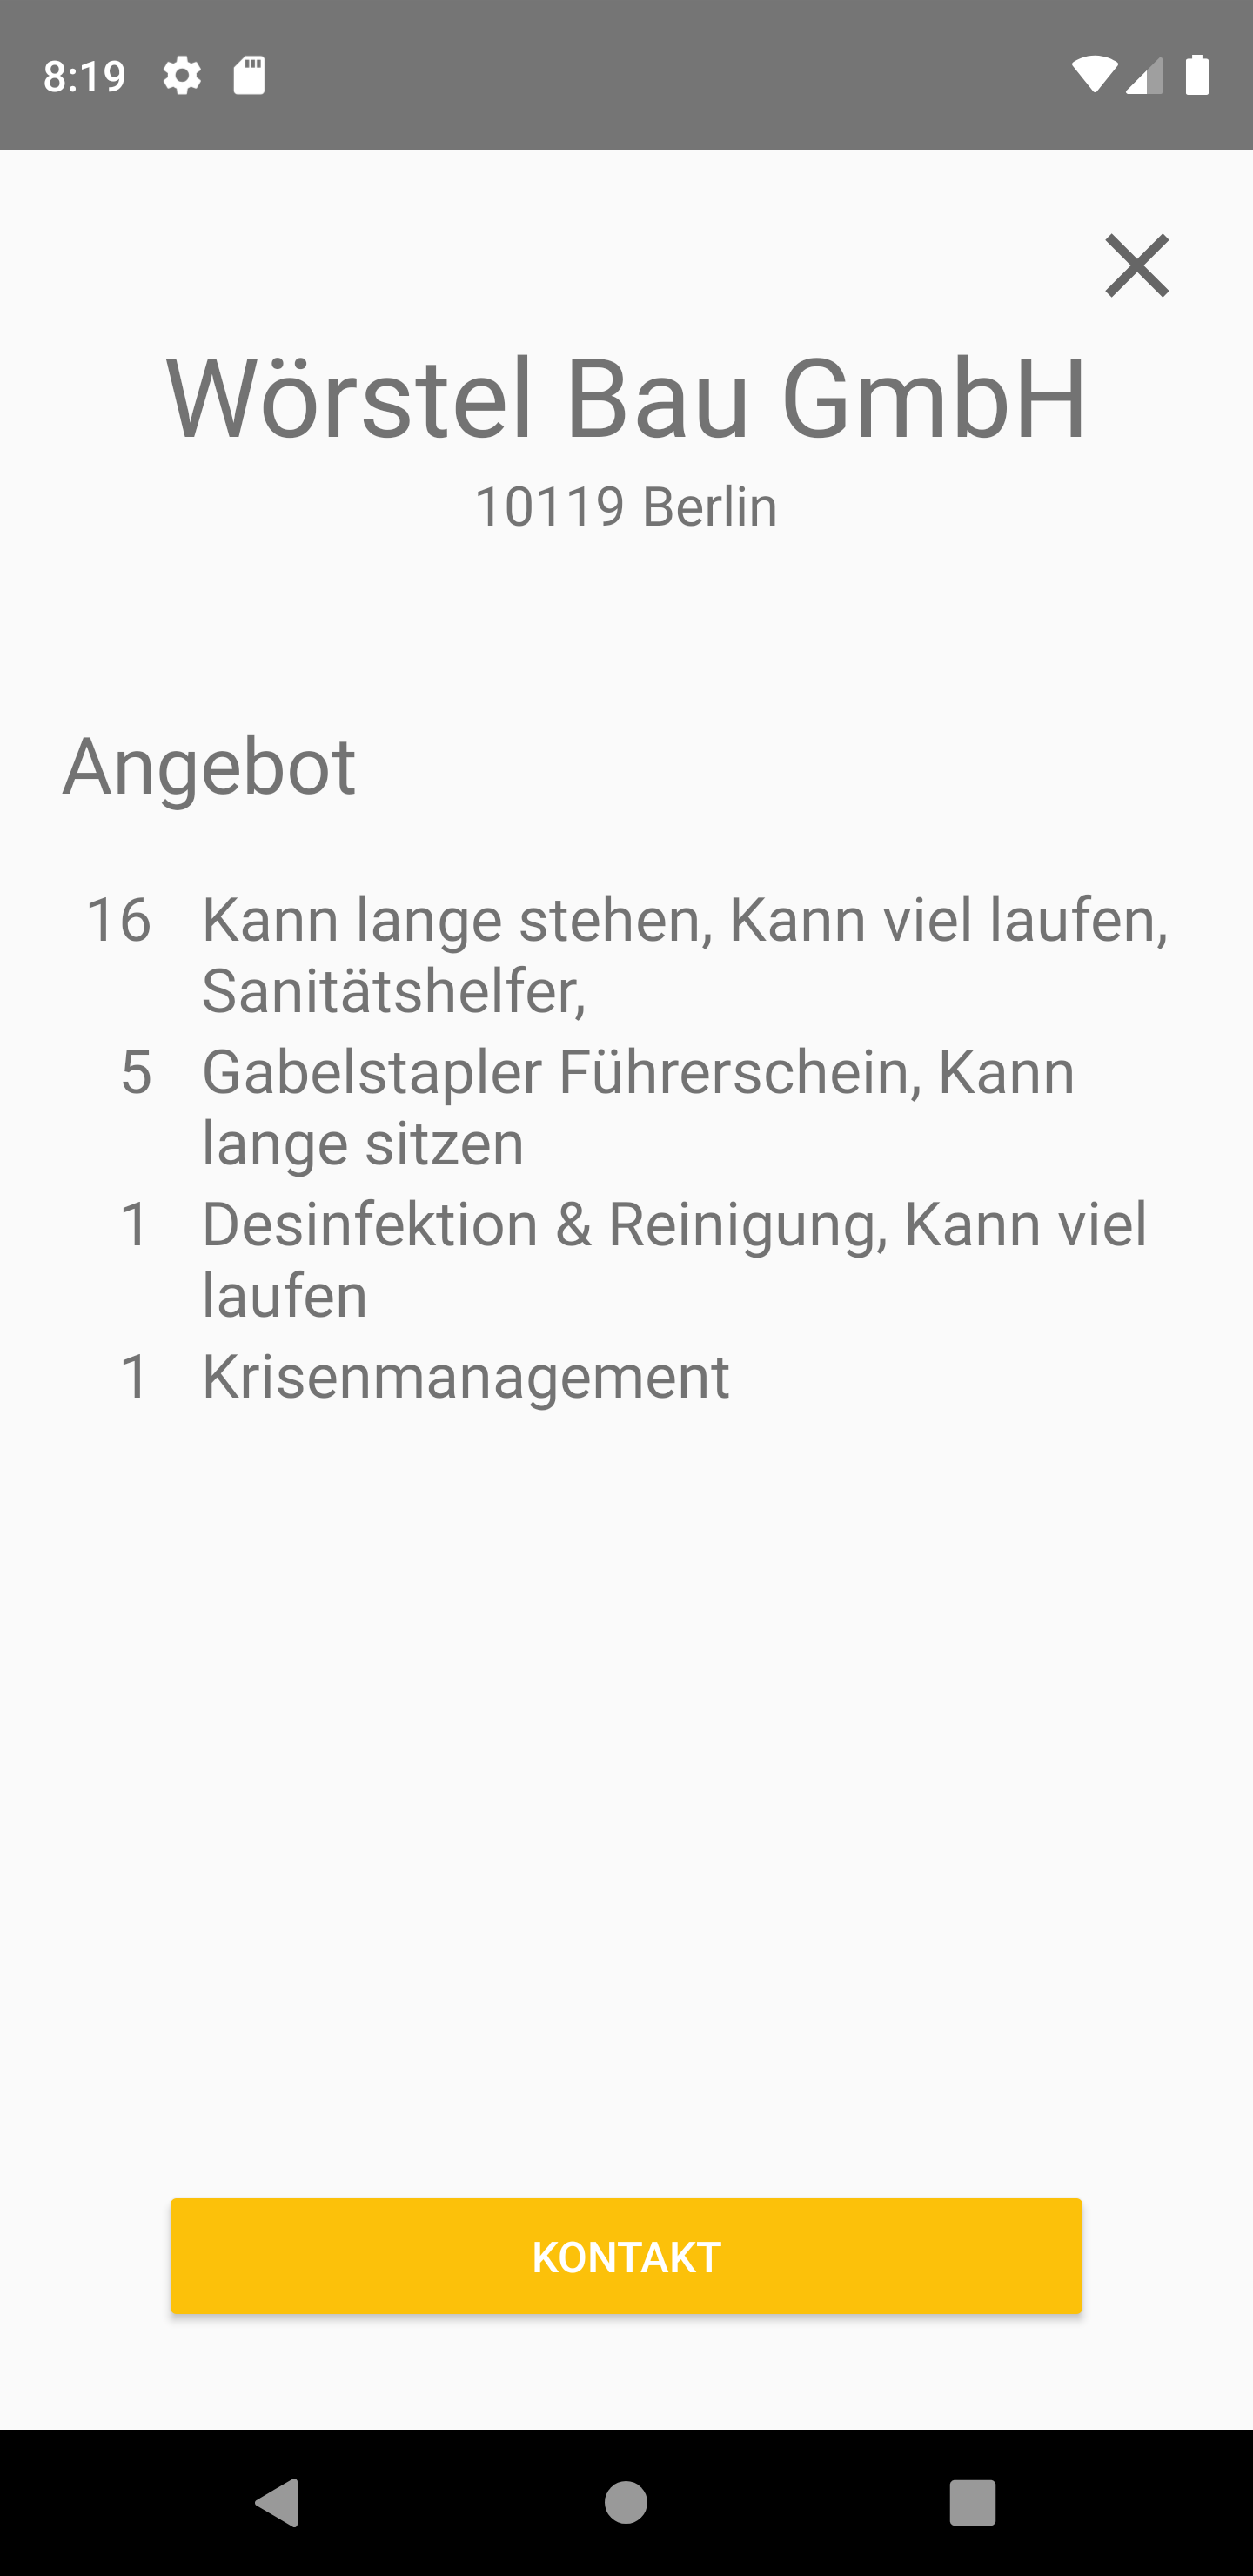 8:19
Wörstel Bau GmbH
10119 Berlin
Angebot
16 Kann lange stehen, Kann viel laufen,
Sanitätshelfer,
5 Gabelstapler Führerschein, Kann
lange sitzen
1 Desinfektion & Reinigung, Kann viel
laufen
1 Krisenmanagement
KONTAKT